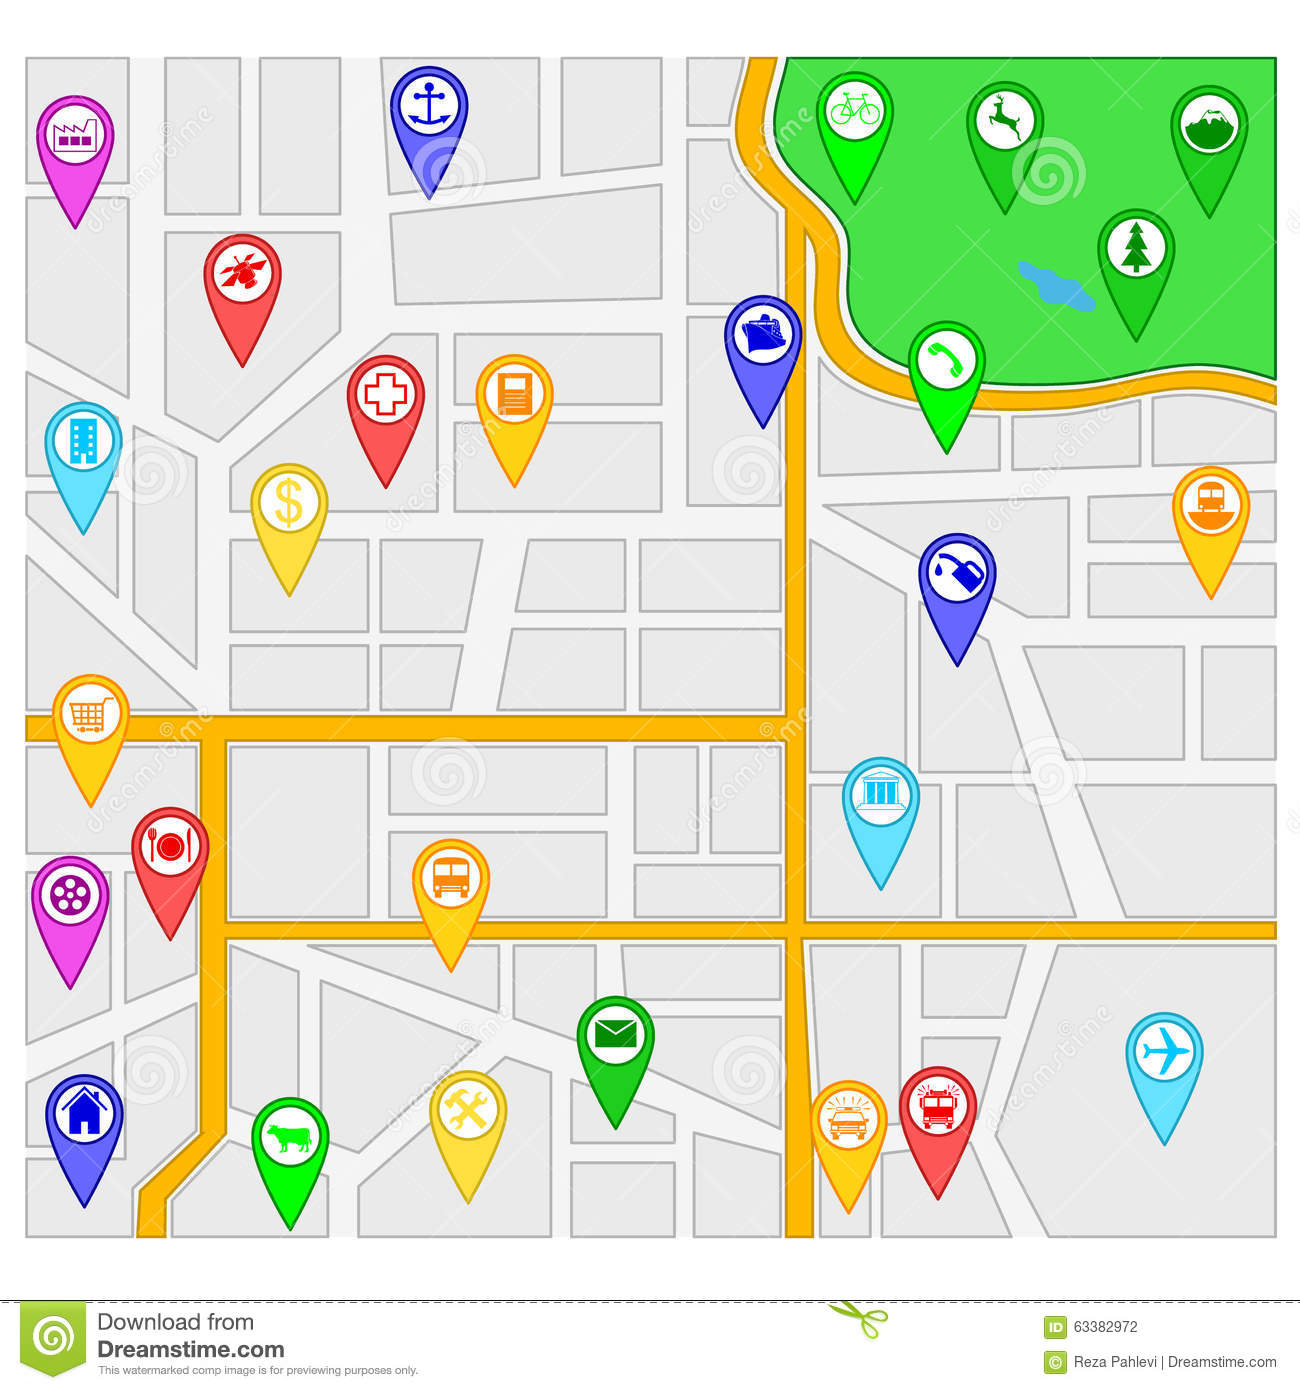 $
Download from
Dreamstime.com
This watermarked comp image is for previewing purposes only.
ID 63382972
© Reza Pahlevi | Dreamstime.com
dreamstime